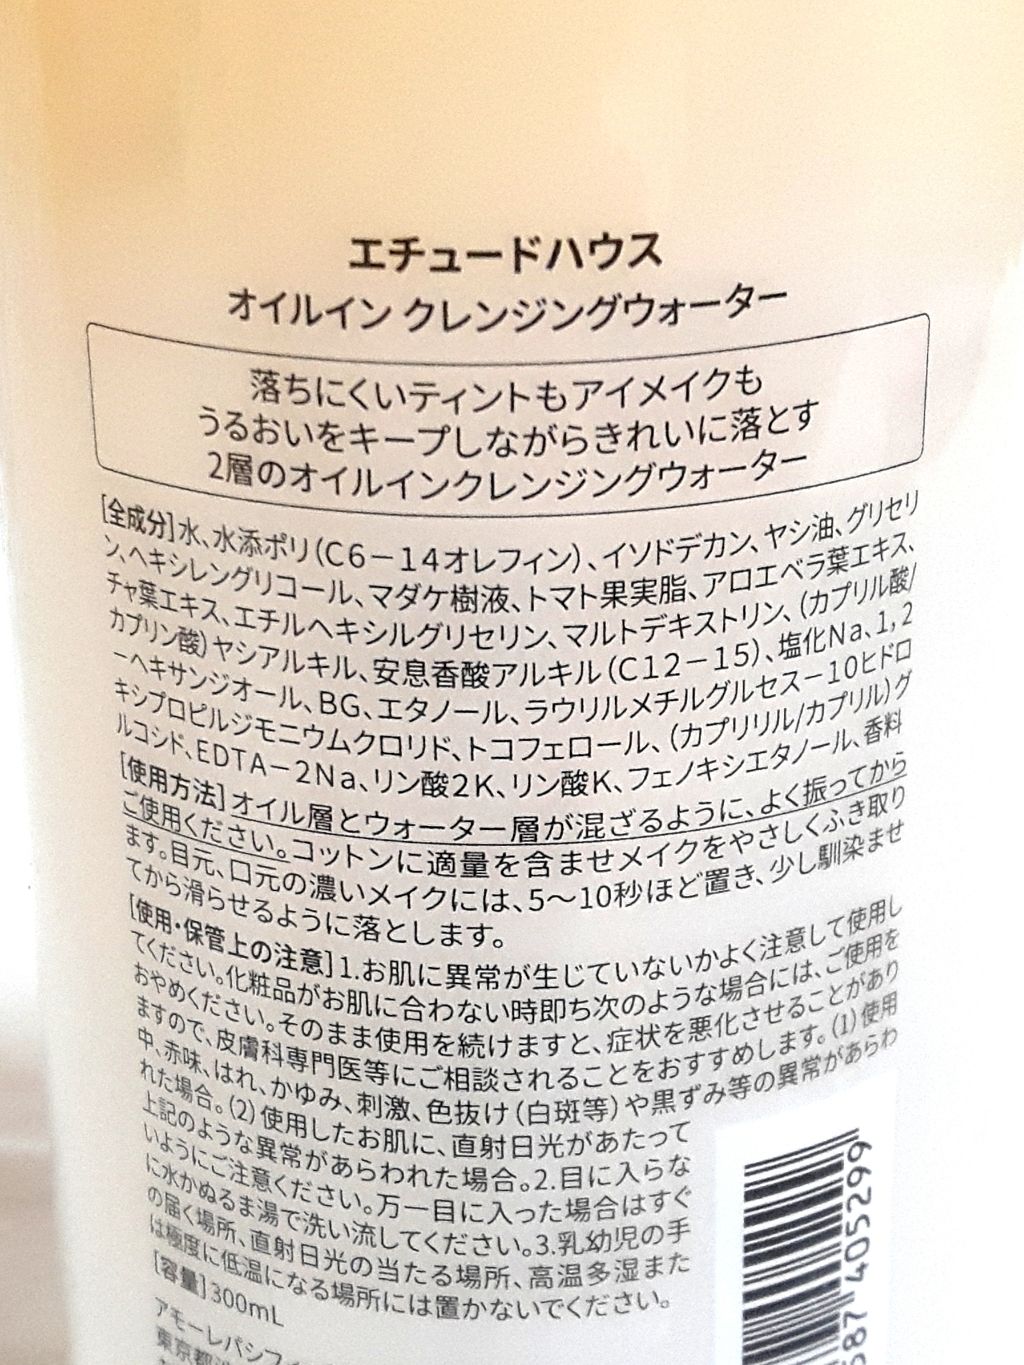 エチュードハウス
オイルイン クレンジングウォーター
落ちにくいティントもアイメイクも
うるおいをキープしながらきれいに落とす
2層のオイルインクレンジングウォーター
[全成分]水、水添ポリ(C6－14オレフィン)、イソドデカン、ヤシ油、グリセリ
ン、ヘキシレングリコール、マダケ樹液、トマト果実脂、アロエベラ葉エキス、
チャ葉エキス、エチルヘキシルグリセリン、マルトデキストリン、(カプリル酸/
カプリン酸)ヤシアルキル、安息香酸アルキル(C12－15)、塩化Na、1,2
－ヘキサンジオール、BG、エタノール、ラウリルメチルグルセス－10ヒドロ
キシプロピルジモニウムクロリド、トコフェロール、(カプリリル/カプリル)グ
ルコシド、EDTA－2Na、リン酸2K、リン酸K、フェノキシエタノール、香料
[使用方法]オイル層とウォーター層が混ざるように、よく振ってから
ご使用ください。コットンに適量を含ませメイクをやさしくふき取り
ます。目元、口元の濃いメイクには、5～10秒ほど置き、少し馴染ませ
てから滑らせるように落とします。
[使用・保管上の注意]1.お肌に異常が生じていないかよく注意して使用し
てください。化粧品がお肌に合わない時即ち次のような場合には、ご使用を
おやめください。そのまま使用を続けますと、症状を悪化させることがあり
ますので、皮膚科専門医等にご相談されることをおすすめします。(1)使用
中、赤味、はれ、かゆみ、刺激、色抜け(白斑等)や黒ずみ等の異常があらわ
れた場合。(2)使用したお肌に、直射日光があたって
上記のような異常があらわれた場合。2.目に入らな
いようにご注意ください。万一目に入った場合はすぐ
に水かぬるま湯で洗い流してください。3.乳幼児の手
の届く場所、直射日光の当たる場所、高温多湿また
は極度に低温になる場所には置かないでください。
[容量]300mL
アモーレパシフィ
東京都
587 405299